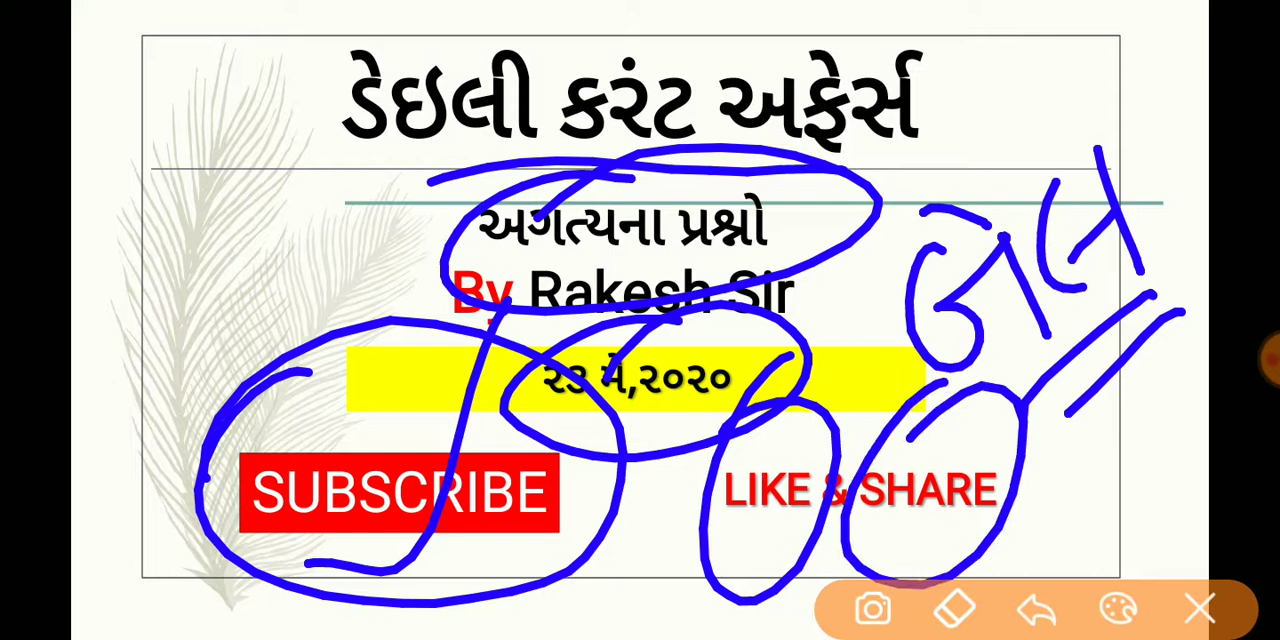 ડેઇલી કરંટ અફેર્સ
અગત્યના પ્રશ્નો
By Rakesh Sir
૨૩ મે,૨૦૨૦
SUBSCRIBE
LIKE & SHARE